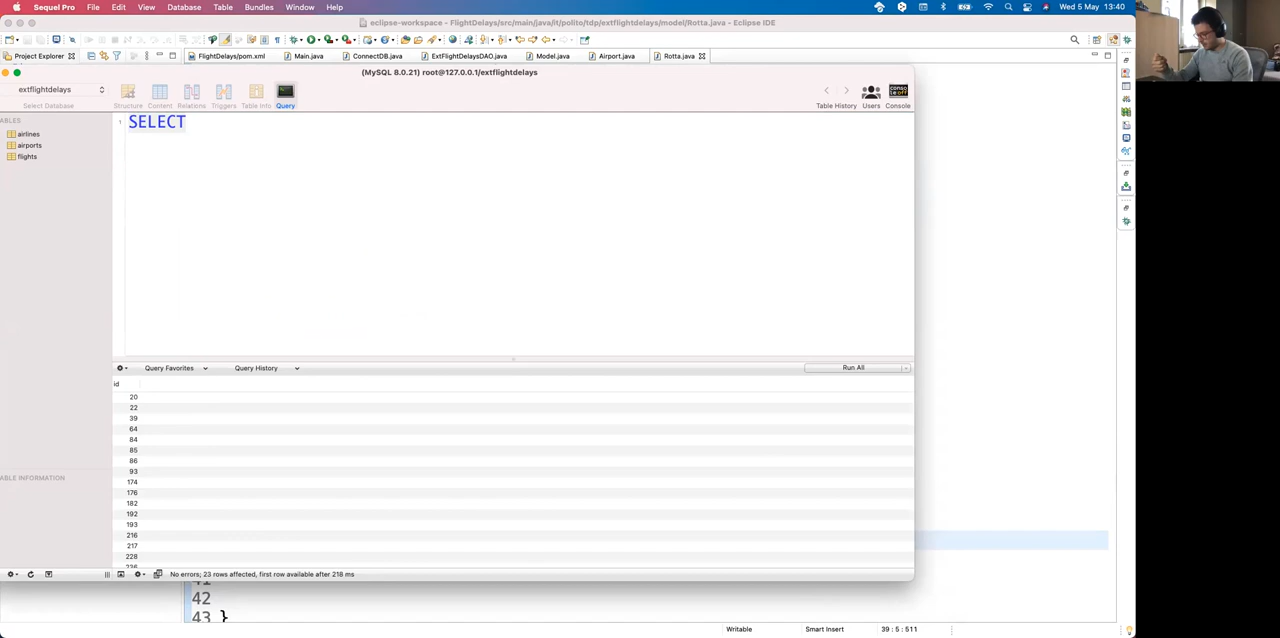 Sequel Pro File Edit View Database Table Bundles Window Help Wed 5 May 13:40
eclipse-workspace - FlightDelays/src/main/java/it/polito/tdp/extflightdelays/model/Rotta.java - Eclipse IDE
Project Explorer FlightDelays/pom.xml Main.java ConnectDB.java ExtFlightDelaysDAO.java Model.java Airport.java Rotta.java
(MySQL 8.0.21) root@127.0.0.1/extflightdelays
extflightdelays
Select Database Structure Content Relations Triggers Table Info Query Table History Users Console
ABLES
airlines
airports
flights
1 SELECT
Query Favorites Query History Run All
id
20
22
39
64
84
85
86
93
174
176
182
192
193
216
217
228
236
ABLE INFORMATION
No errors; 23 rows affected, first row available after 218 ms
41
42
43 }
Writable Smart Insert 39 : 5 : 511